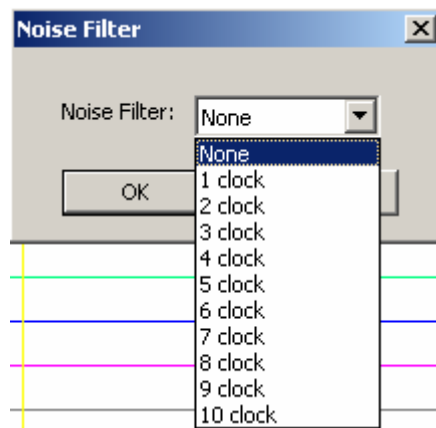 Noise Filter
Noise Filter: None
None
1 clock
OK
2 clock
3 clock
4 clock
5 clock
6 clock
7 clock
8 clock
9 clock
10 clock